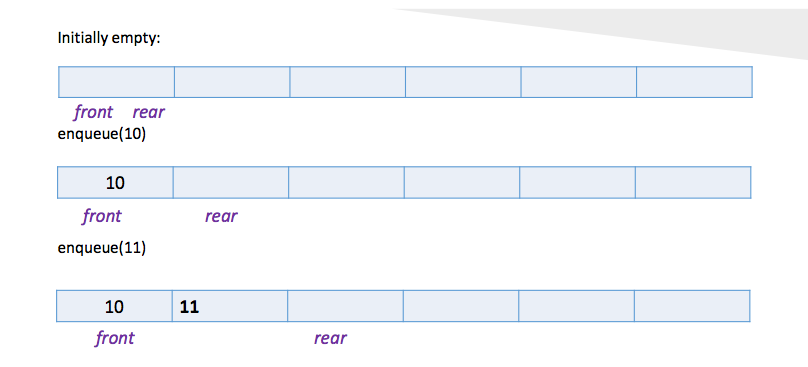 Initially empty:
front rear
enqueue(10)
10
front rear
enqueue(11)
10 11
front rear